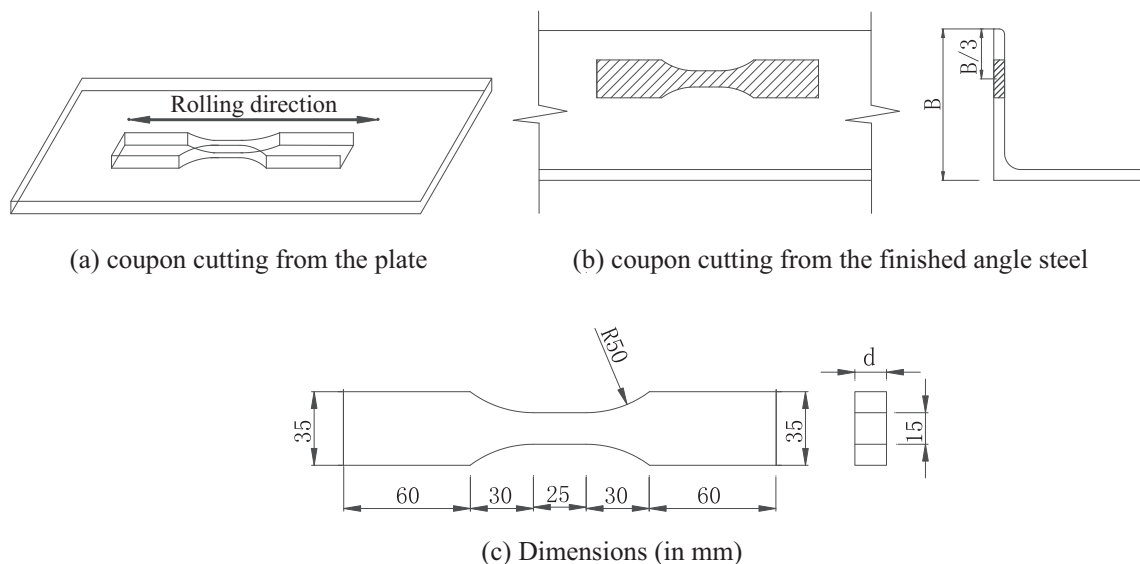 Rolling direction
B
B/3
(a) coupon cutting from the plate
(b) coupon cutting from the finished angle steel
R50
d
35
35
15
60
30
25
30
60
(c) Dimensions (in mm)